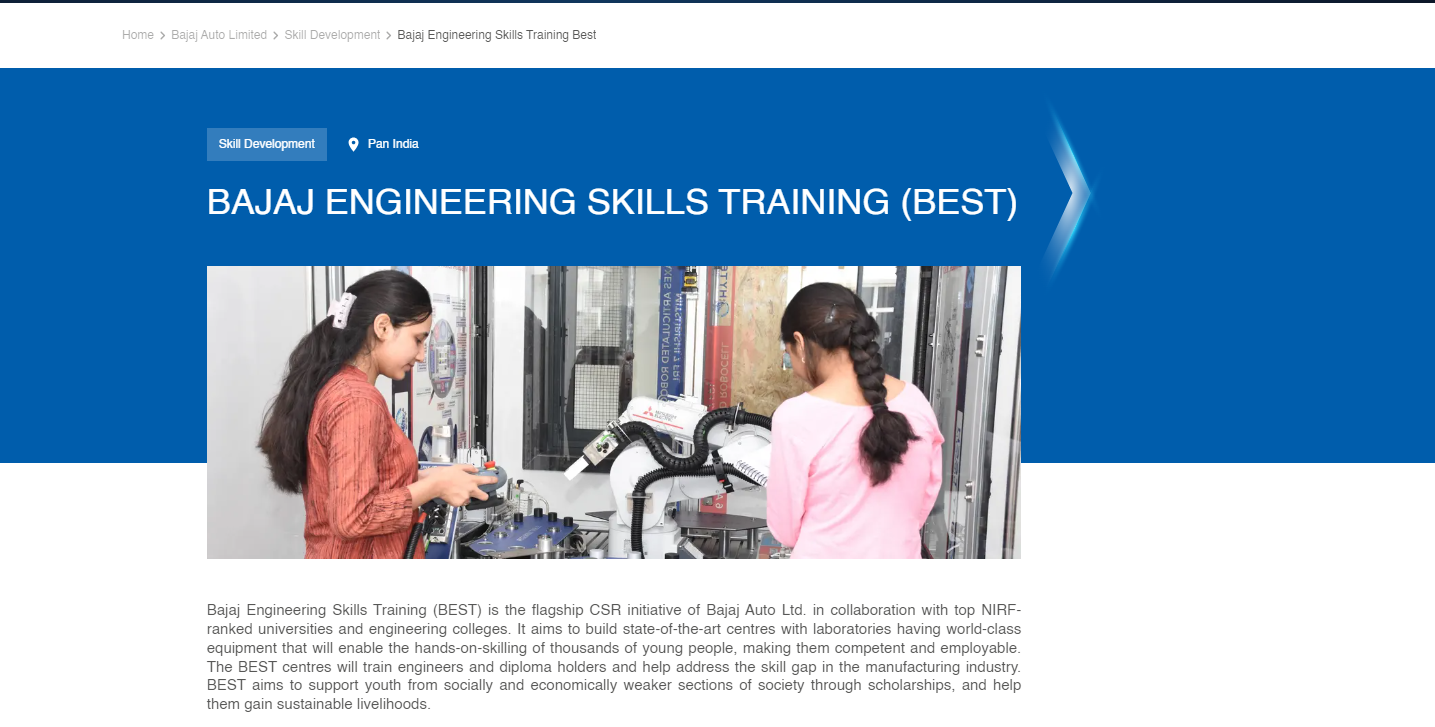 Home > Bajaj Auto Limited > Skill Development > Bajaj Engineering Skills Training Best
Skill Development
Pan India
BAJAJ ENGINEERING SKILLS TRAINING (BEST)
MITSUBISHI
ELECTRIC
Bajaj Engineering Skills Training (BEST) is the flagship CSR initiative of Bajaj Auto Ltd. in collaboration with top NIRF-
ranked universities and engineering colleges. It aims to build state-of-the-art centres with laboratories having world-class
equipment that will enable the hands-on-skilling of thousands of young people, making them competent and employable.
The BEST centres will train engineers and diploma holders and help address the skill gap in the manufacturing industry.
BEST aims to support youth from socially and economically weaker sections of society through scholarships, and help
them gain sustainable livelihoods.